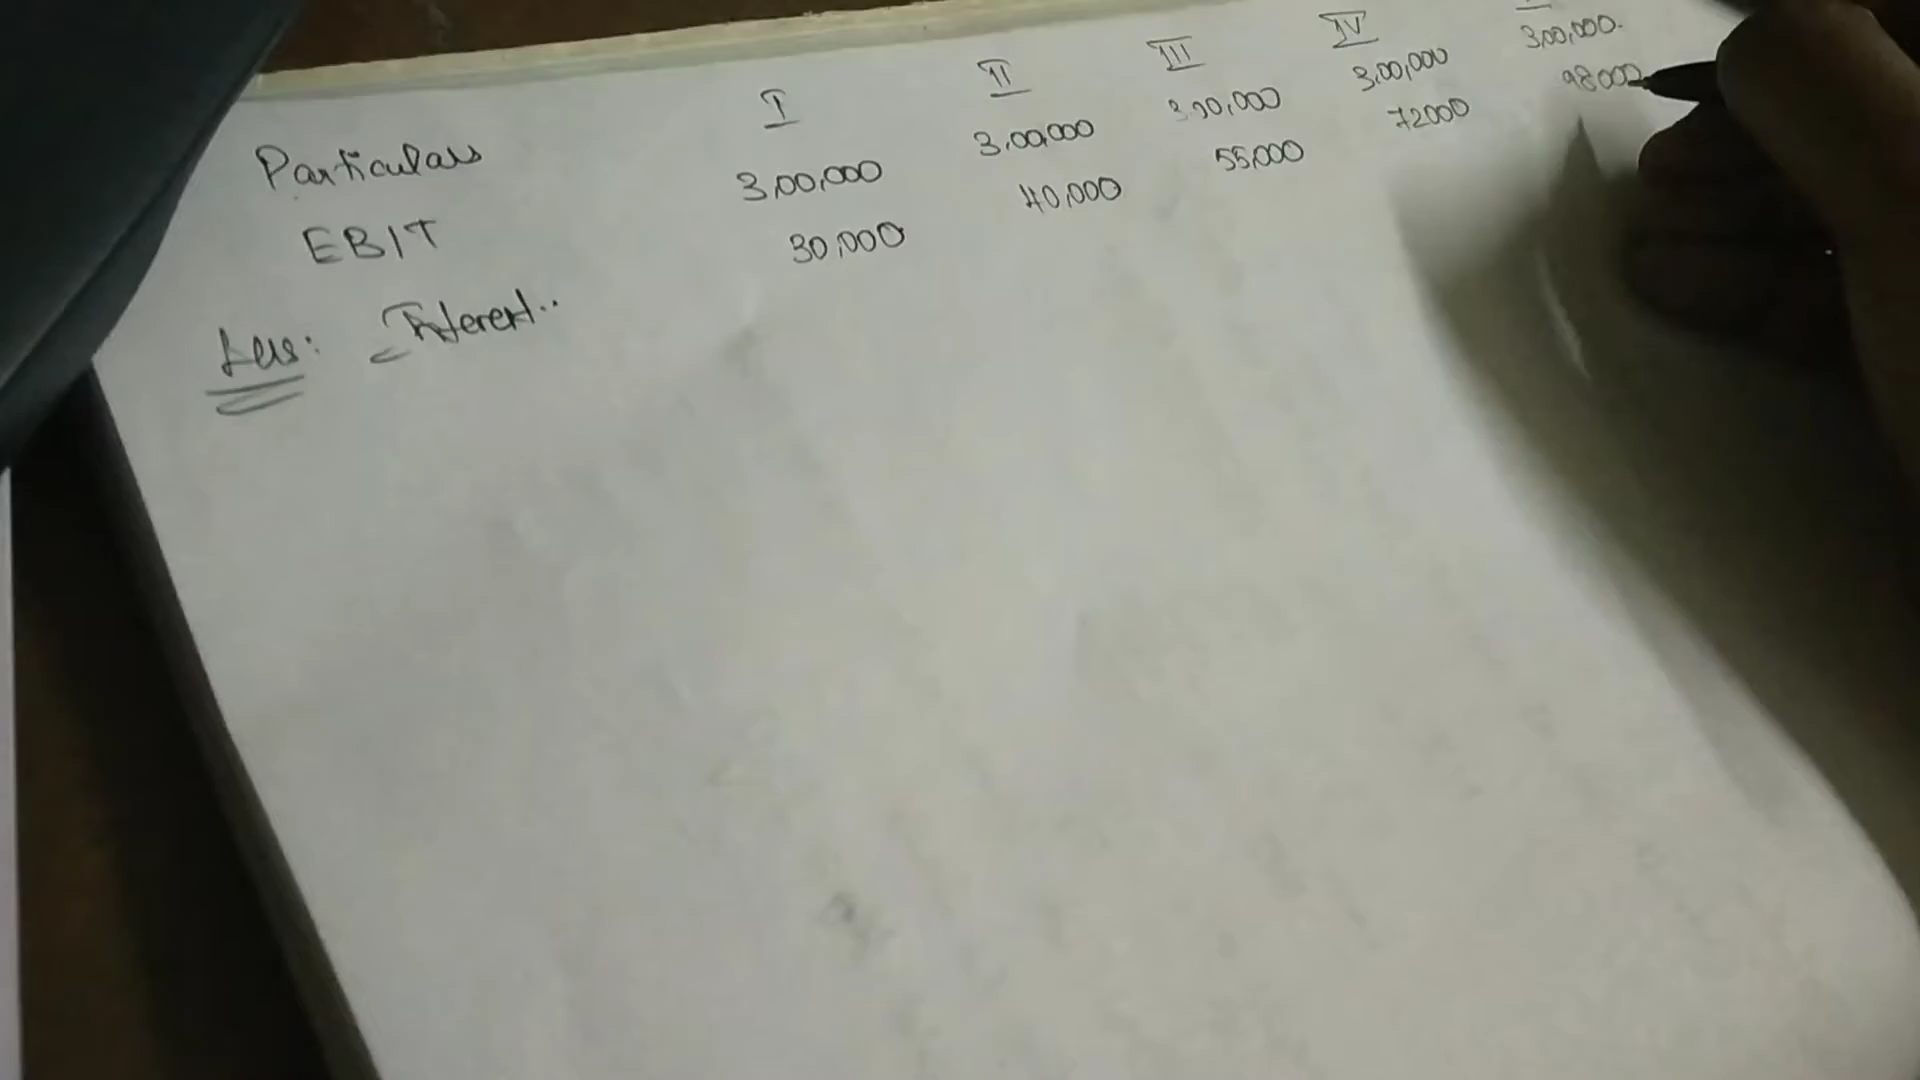 Particulars I II III IV
EBIT 3,00,000 3,00,000 3,00,000 3,00,000 3,00,000.
Less: Interest.. 30,000 40,000 55,000 72000 98000